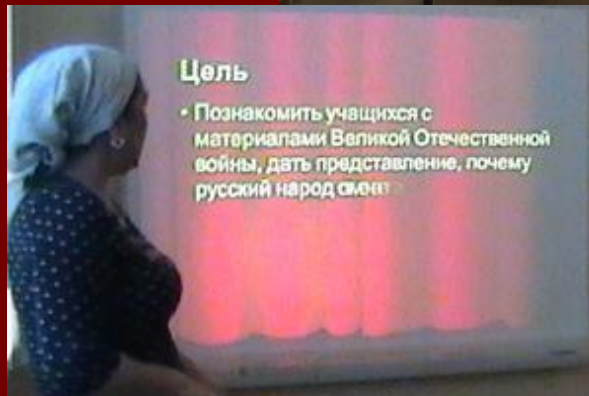 Цель
• Познакомить учащихся с
материалами Великой Отечественной
войны, дать представление, почему
русский народ